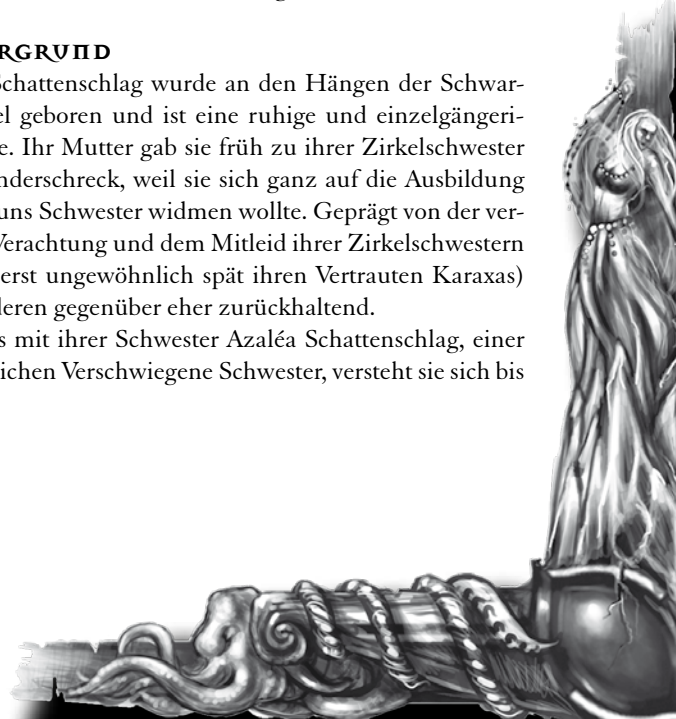 RGRUND
Schattenschlag wurde an den Hängen der Schwar-
el geboren und ist eine ruhige und einzelgängeri-
e. Ihr Mutter gab sie früh zu ihrer Zirkelschwester
nderschreck, weil sie sich ganz auf die Ausbildung
uns Schwester widmen wollte. Geprägt von der ver-
Verachtung und dem Mitleid ihrer Zirkelschwestern
erst ungewöhnlich spät ihren Vertrauten Karaxas)
leren gegenüber eher zurückhaltend.
s mit ihrer Schwester Azaléa Schattenschlag, einer
lichen Verschwiegene Schwester, versteht sie sich bis